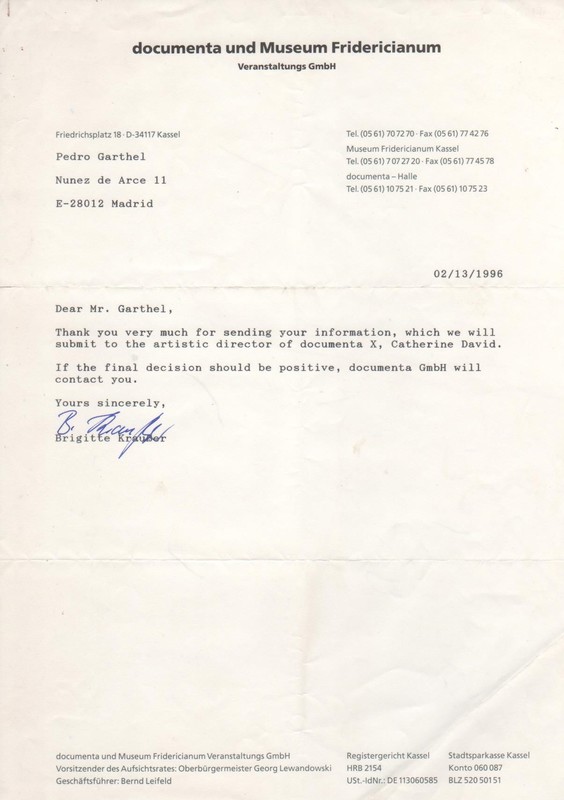 documenta und Museum Fridericianum
Veranstaltungs GmbH
Friedrichsplatz 18 · D-34117 Kassel
Pedro Garthel
Nunez de Arce 11
E-28012 Madrid
Tel. (05 61) 70 72 70 · Fax (05 61) 77 42 76
Museum Fridericianum Kassel
Tel. (05 61) 7 07 27 20 · Fax (05 61) 77 45 78
documenta – Halle
Tel. (05 61) 10 75 21 · Fax (05 61) 10 75 23
02/13/1996
Dear Mr. Garthel,
Thank you very much for sending your information, which we will
submit to the artistic director of documenta X, Catherine David.
If the final decision should be positive, documenta GmbH will
contact you.
Yours sincerely,
Brigitte Kraußer
documenta und Museum Fridericianum Veranstaltungs GmbH
Vorsitzender des Aufsichtsrates: Oberbürgermeister Georg Lewandowski
Geschäftsführer: Bernd Leifeld
Registergericht Kassel
HRB 2154
USt.-IdNr.: DE 113060585
Stadtsparkasse Kassel
Konto 060 087
BLZ 520 501 51